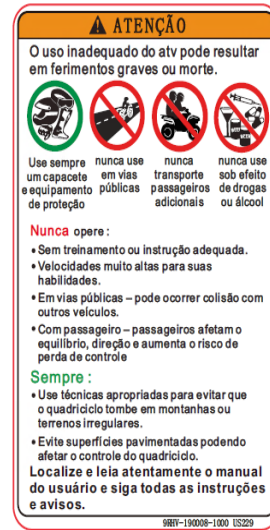 ATENÇÃO
O uso inadequado do atv pode resultar
em ferimentos graves ou morte.
Use sempre
um capacete
e equipamento
de proteção
nunca use
em vias
públicas
nunca
transporte
passageiros
adicionais
nunca use
sob efeito
de drogas
ou álcool
Nunca opere :
• Sem treinamento ou instrução adequada.
• Velocidades muito altas para suas
habilidades.
• Em vias públicas – pode ocorrer colisão com
outros veículos.
• Com passageiro – passageiros afetam o
equilíbrio, direção e aumenta o risco de
perda de controle
Sempre :
• Use técnicas apropriadas para evitar que
o quadriciclo tombe em montanhas ou
terrenos irregulares.
• Evite superfícies pavimentadas podendo
afetar o controle do quadriciclo.
Localize e leia atentamente o manual
do usuário e siga todas as instruções
e avisos.
9RHV-190008-1000 US229